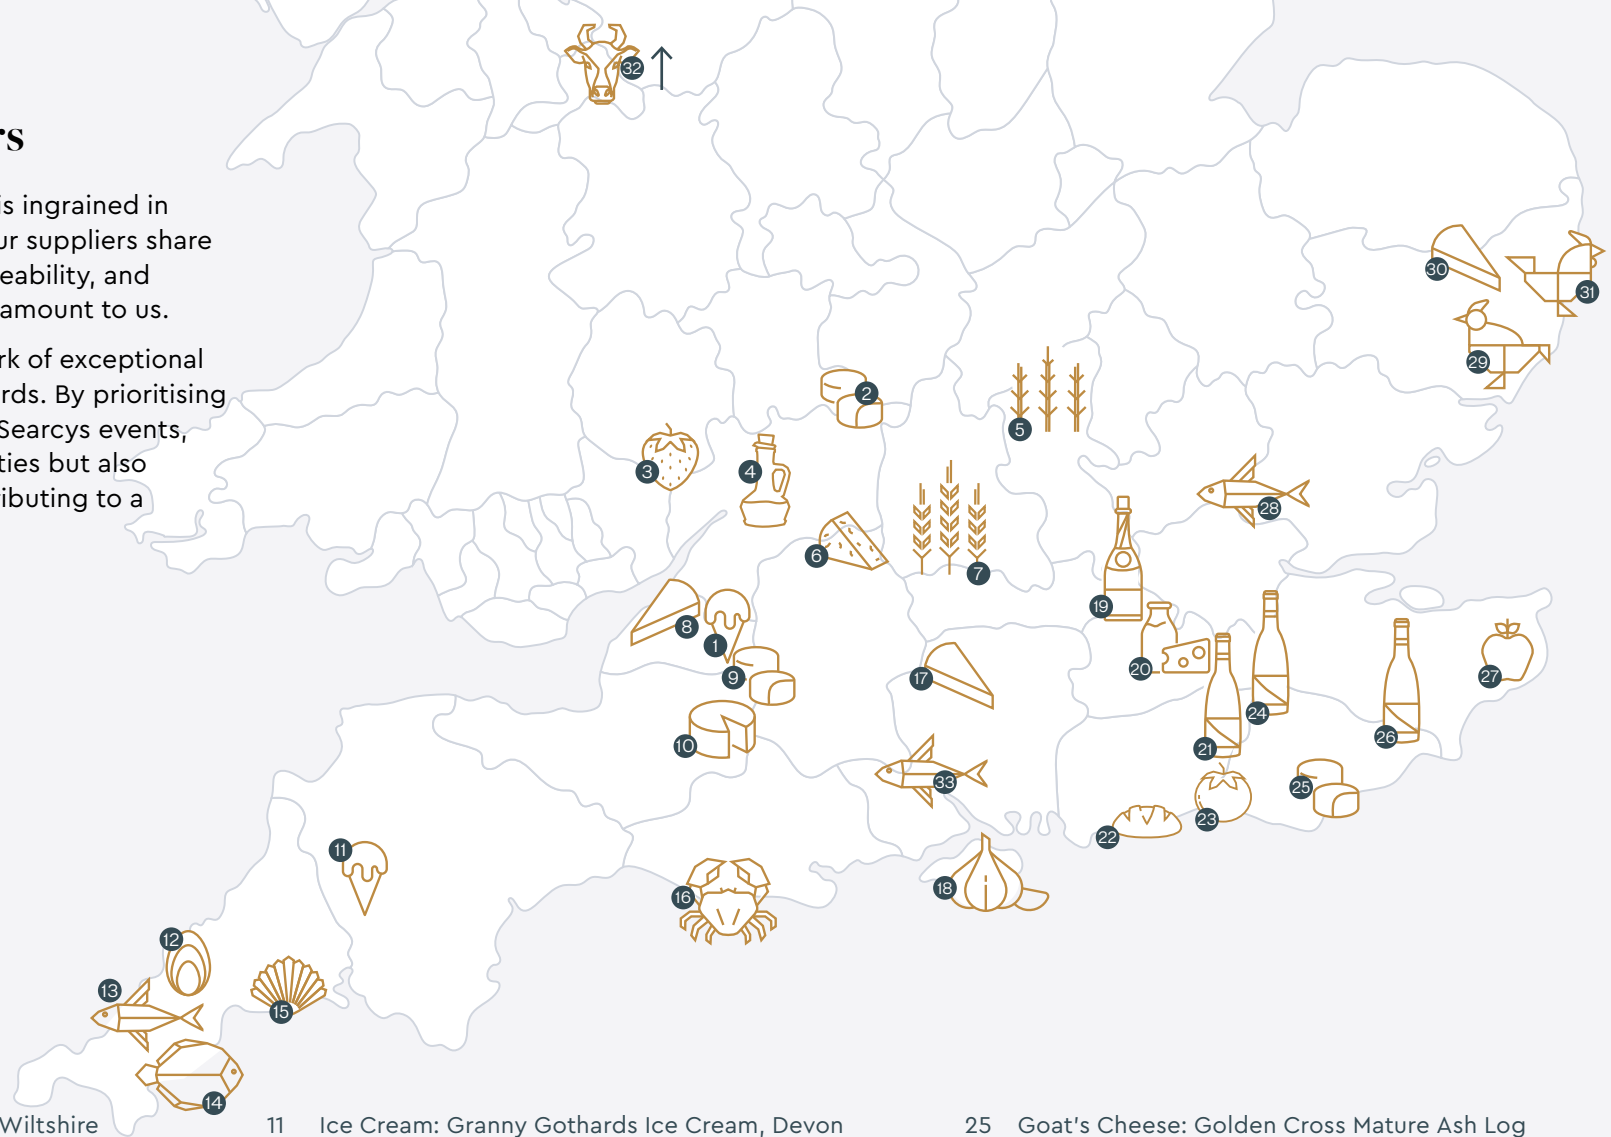 rs
is ingrained in
ur suppliers share
eability, and
amount to us.
rk of exceptional
rds. By prioritising
Searcys events,
ties but also
ibuting to a
32
30
31
29
2
5
3
4
28
6
7
19
8
1
9
20
17
27
24
10
21
26
33
25
23
22
11
18
16
12
13
15
14
Wiltshire
11 Ice Cream: Granny Gothards Ice Cream, Devon
25 Goat's Cheese: Golden Cross Mature Ash Log